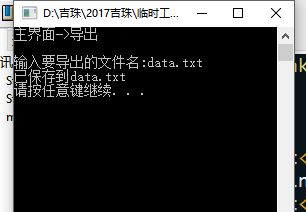 D:\吉珠\2017吉珠\临时工...
主界面->导出
输入要导出的文件名:data.txt
已保存到data.txt
请按任意键继续. . .
讯